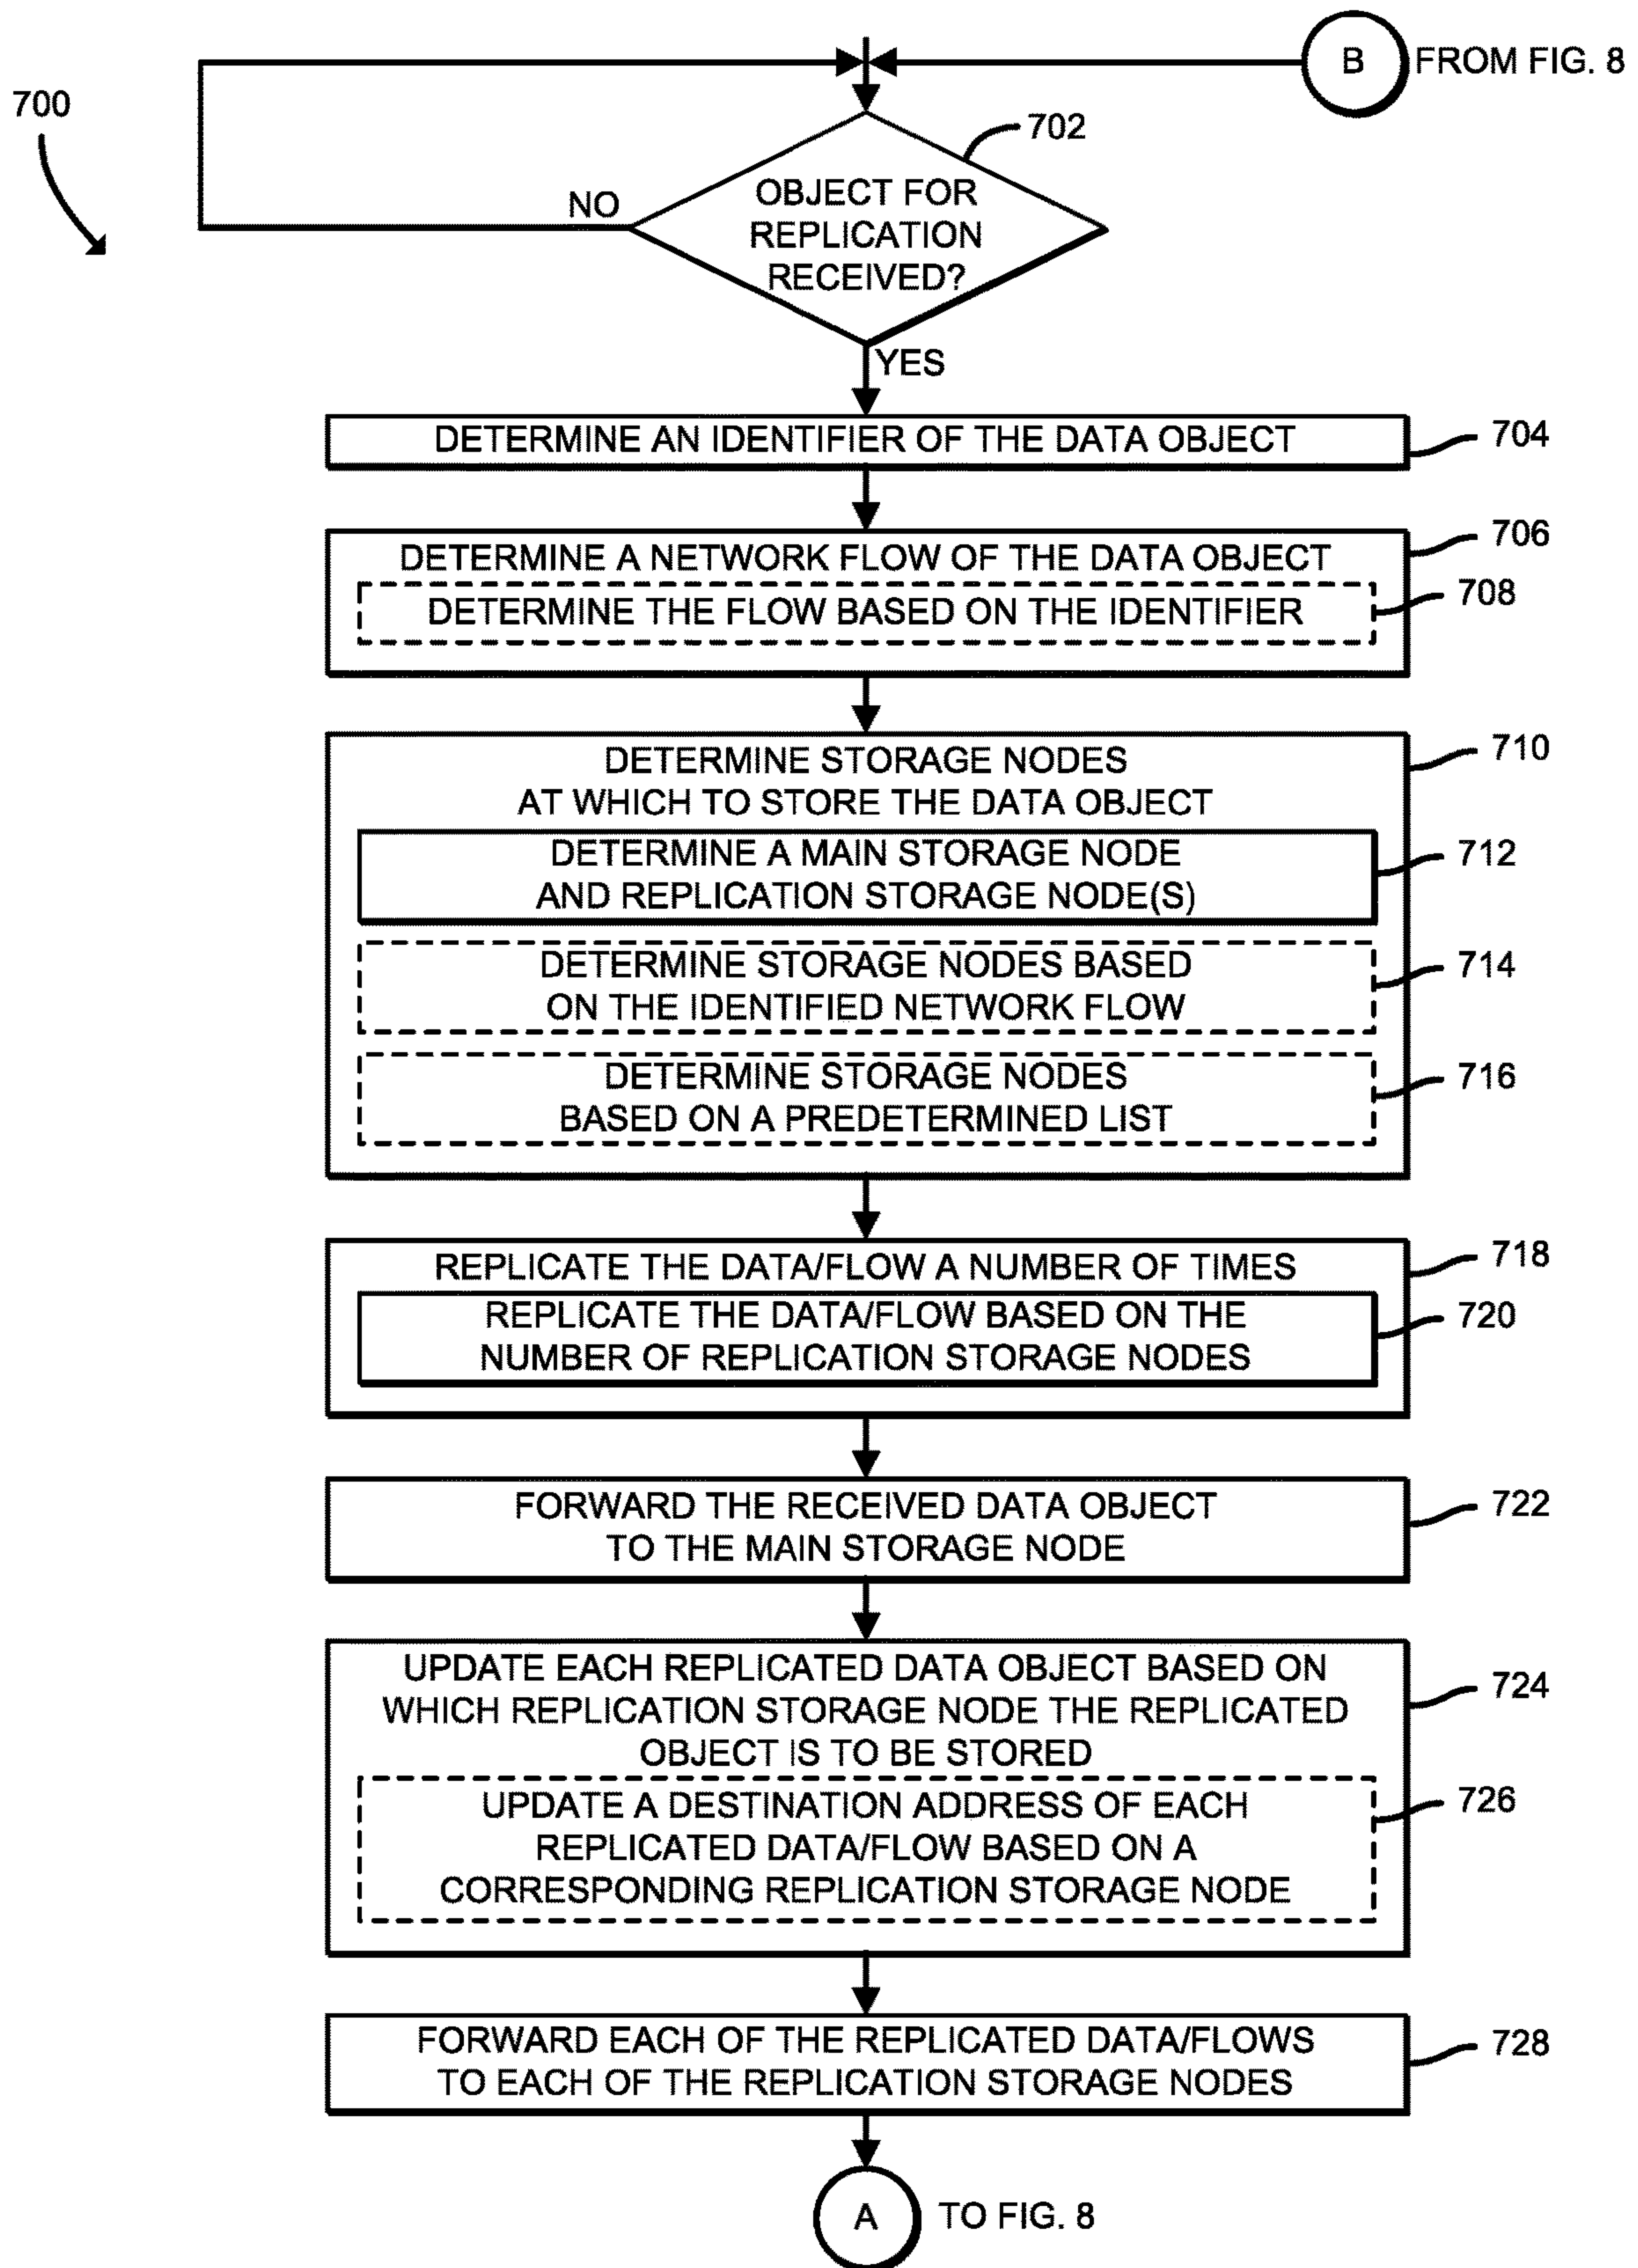 B
FROM FIG. 8
700
702
OBJECT FOR
REPLICATION
RECEIVED?
NO
YES
DETERMINE AN IDENTIFIER OF THE DATA OBJECT
704
DETERMINE A NETWORK FLOW OF THE DATA OBJECT
706
DETERMINE THE FLOW BASED ON THE IDENTIFIER
708
DETERMINE STORAGE NODES
AT WHICH TO STORE THE DATA OBJECT
710
DETERMINE A MAIN STORAGE NODE
AND REPLICATION STORAGE NODE(S)
712
DETERMINE STORAGE NODES BASED
ON THE IDENTIFIED NETWORK FLOW
714
DETERMINE STORAGE NODES
BASED ON A PREDETERMINED LIST
716
REPLICATE THE DATA/FLOW A NUMBER OF TIMES
718
REPLICATE THE DATA/FLOW BASED ON THE
NUMBER OF REPLICATION STORAGE NODES
720
FORWARD THE RECEIVED DATA OBJECT
TO THE MAIN STORAGE NODE
722
UPDATE EACH REPLICATED DATA OBJECT BASED ON
WHICH REPLICATION STORAGE NODE THE REPLICATED
OBJECT IS TO BE STORED
724
UPDATE A DESTINATION ADDRESS OF EACH
REPLICATED DATA/FLOW BASED ON A
CORRESPONDING REPLICATION STORAGE NODE
726
FORWARD EACH OF THE REPLICATED DATA/FLOWS
TO EACH OF THE REPLICATION STORAGE NODES
728
A
TO FIG. 8